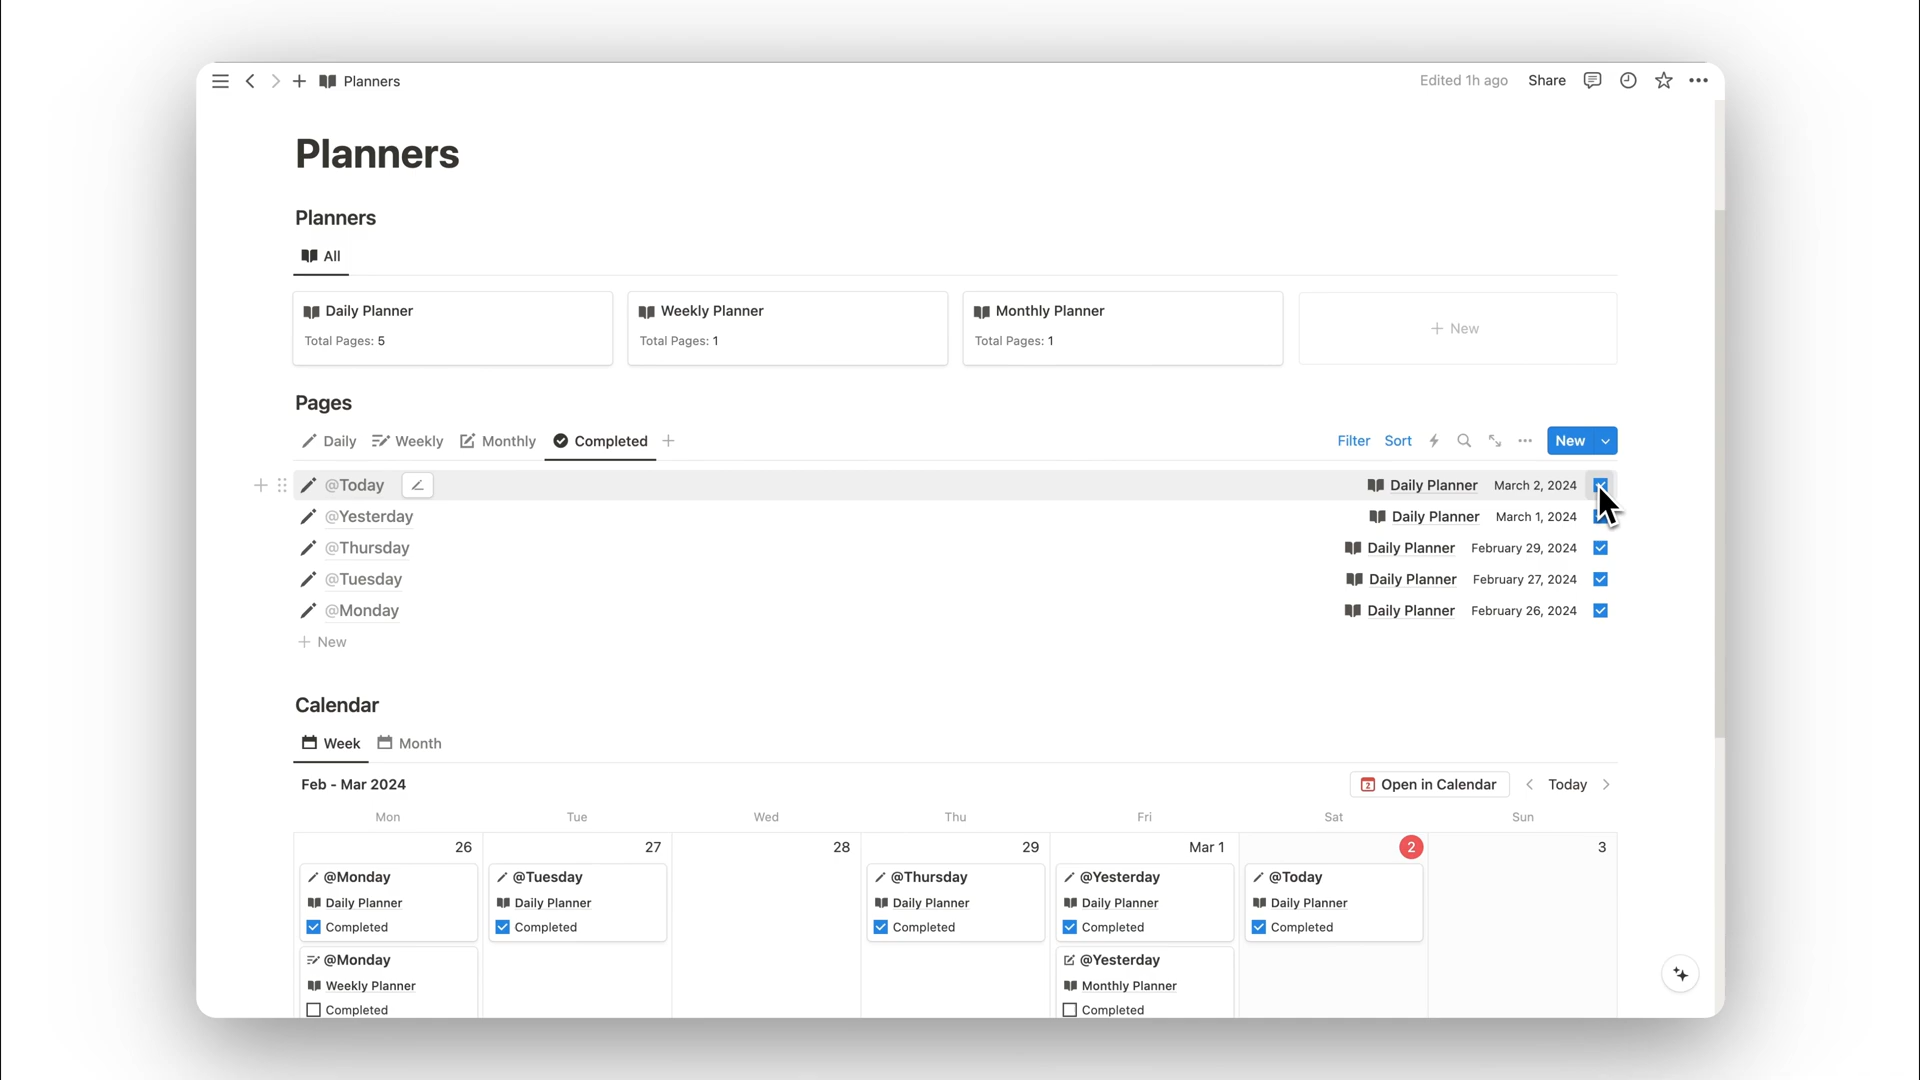 Planners
Edited 1h ago Share
Planners
Planners
All
Daily Planner
Total Pages: 5
Weekly Planner
Total Pages: 1
Monthly Planner
Total Pages: 1
New
Pages
Daily Weekly Monthly Completed
Filter Sort New
@Today Daily Planner March 2, 2024
@Yesterday Daily Planner March 1, 2024
@Thursday Daily Planner February 29, 2024
@Tuesday Daily Planner February 27, 2024
@Monday Daily Planner February 26, 2024
New
Calendar
Week Month
Feb - Mar 2024
2 Open in Calendar Today
Mon Tue Wed Thu Fri Sat Sun
26 27 28 29 Mar 1 2 3
@Monday
Daily Planner
Completed
@Monday
Weekly Planner
Completed
@Tuesday
Daily Planner
Completed
@Thursday
Daily Planner
Completed
@Yesterday
Daily Planner
Completed
@Yesterday
Monthly Planner
Completed
@Today
Daily Planner
Completed